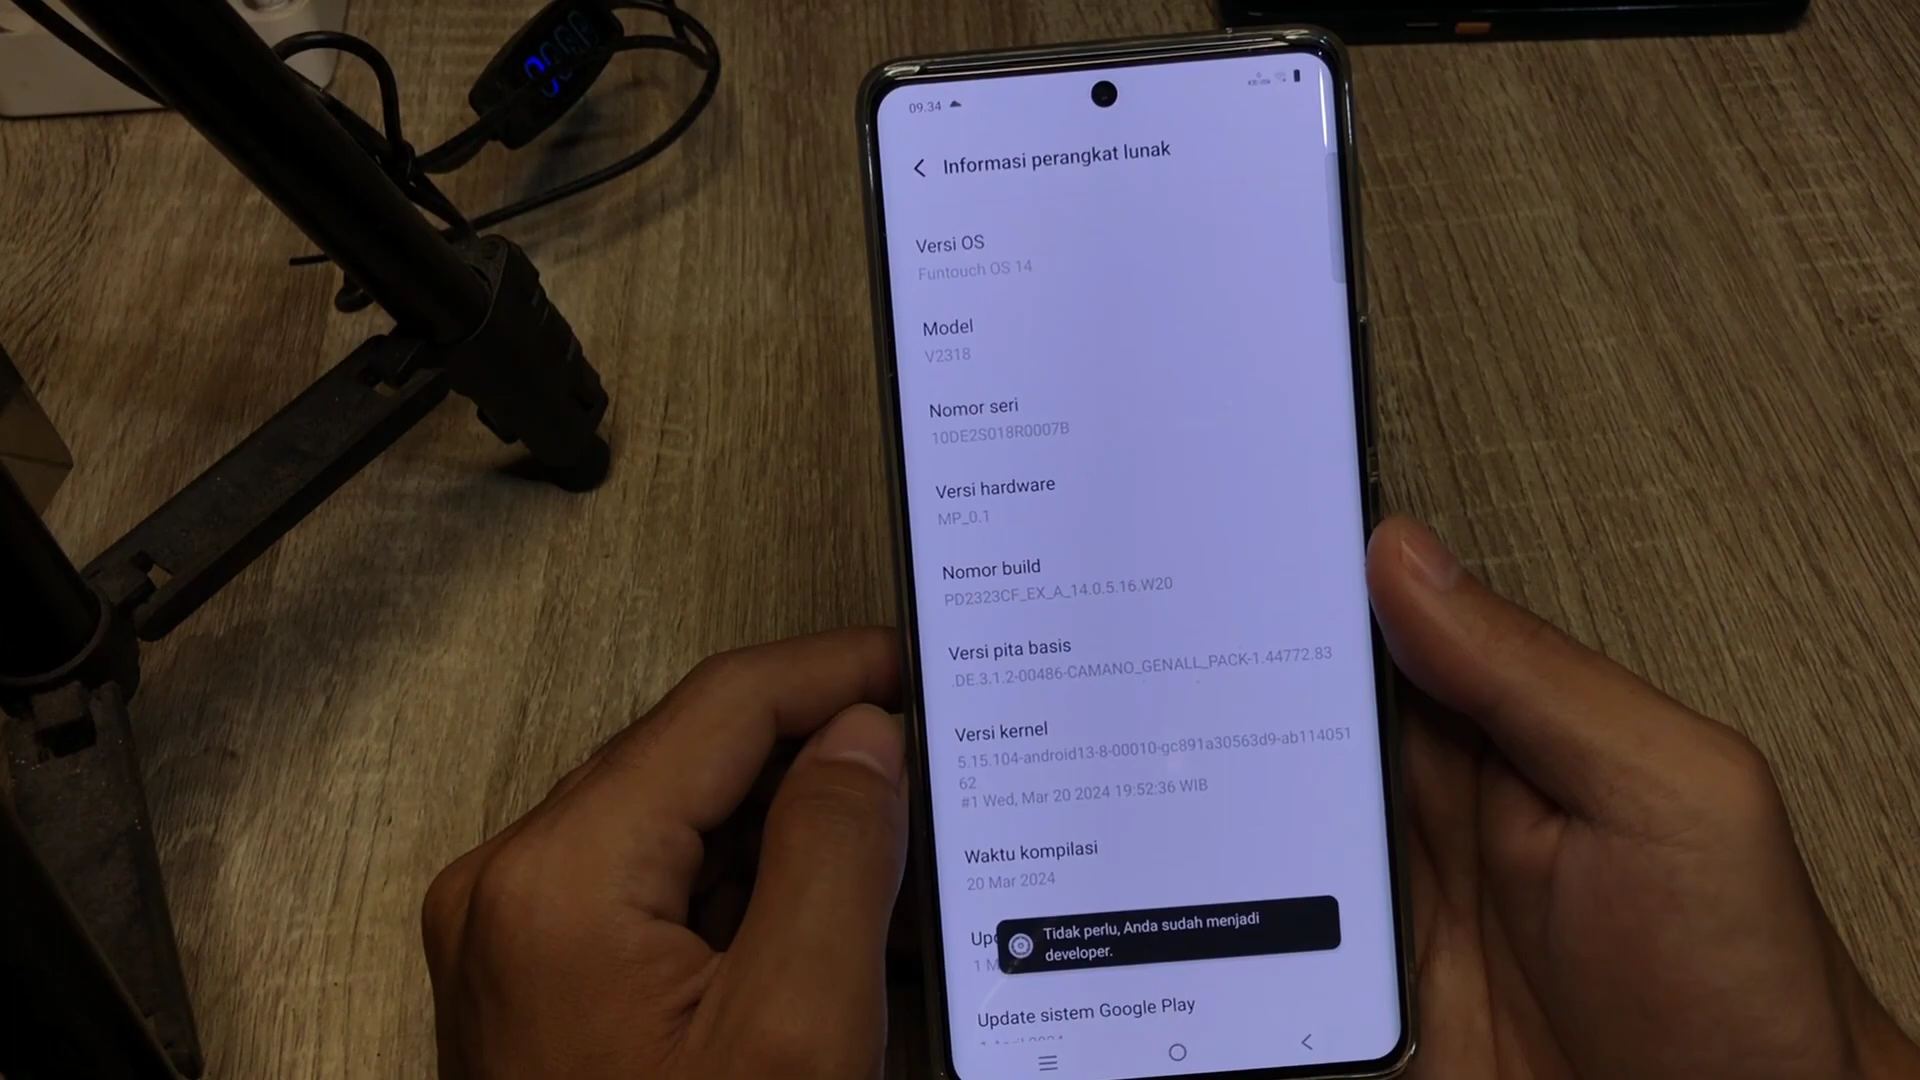 09.34
Informasi perangkat lunak
Versi OS
Funtouch OS 14
Model
V2318
Nomor seri
10DE2S018R0007B
Versi hardware
MP_0.1
Nomor build
PD2323CF_EX_A_14.0.5.16.W20
Versi pita basis
.DE.3.1.2-00486-CAMANO_GENALL_PACK-1.44772.83
Versi kernel
5.15.104-android13-8-00010-gc891a30563d9-ab114051
62
#1 Wed, Mar 20 2024 19:52:36 WIB
Waktu kompilasi
20 Mar 2024
Tidak perlu, Anda sudah menjadi
developer.
Update sistem Google Play